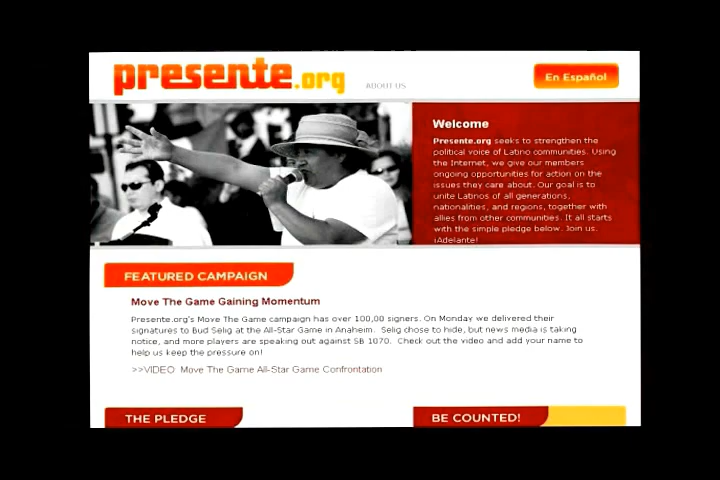 presente.org
ABOUT US
En Español
Welcome
Presente.org seeks to strengthen the
political voice of Latino communities. Using
the Internet, we give our members
ongoing opportunities for action on the
issues they care about. Our goal is to
unite Latinos of all generations,
nationalities, and regions, together with
allies from other communities. It all starts
with the simple pledge below. Join us.
¡Adelante!
FEATURED CAMPAIGN
Move The Game Gaining Momentum
Presente.org's Move The Game campaign has over 100,00 signers. On Monday we delivered their
signatures to Bud Selig at the All-Star Game in Anaheim. Selig chose to hide, but news media is taking
notice, and more players are speaking out against SB 1070. Check out the video and add your name to
help us keep the pressure on!
>>VIDEO: Move The Game All-Star Game Confrontation
THE PLEDGE
BE COUNTED!